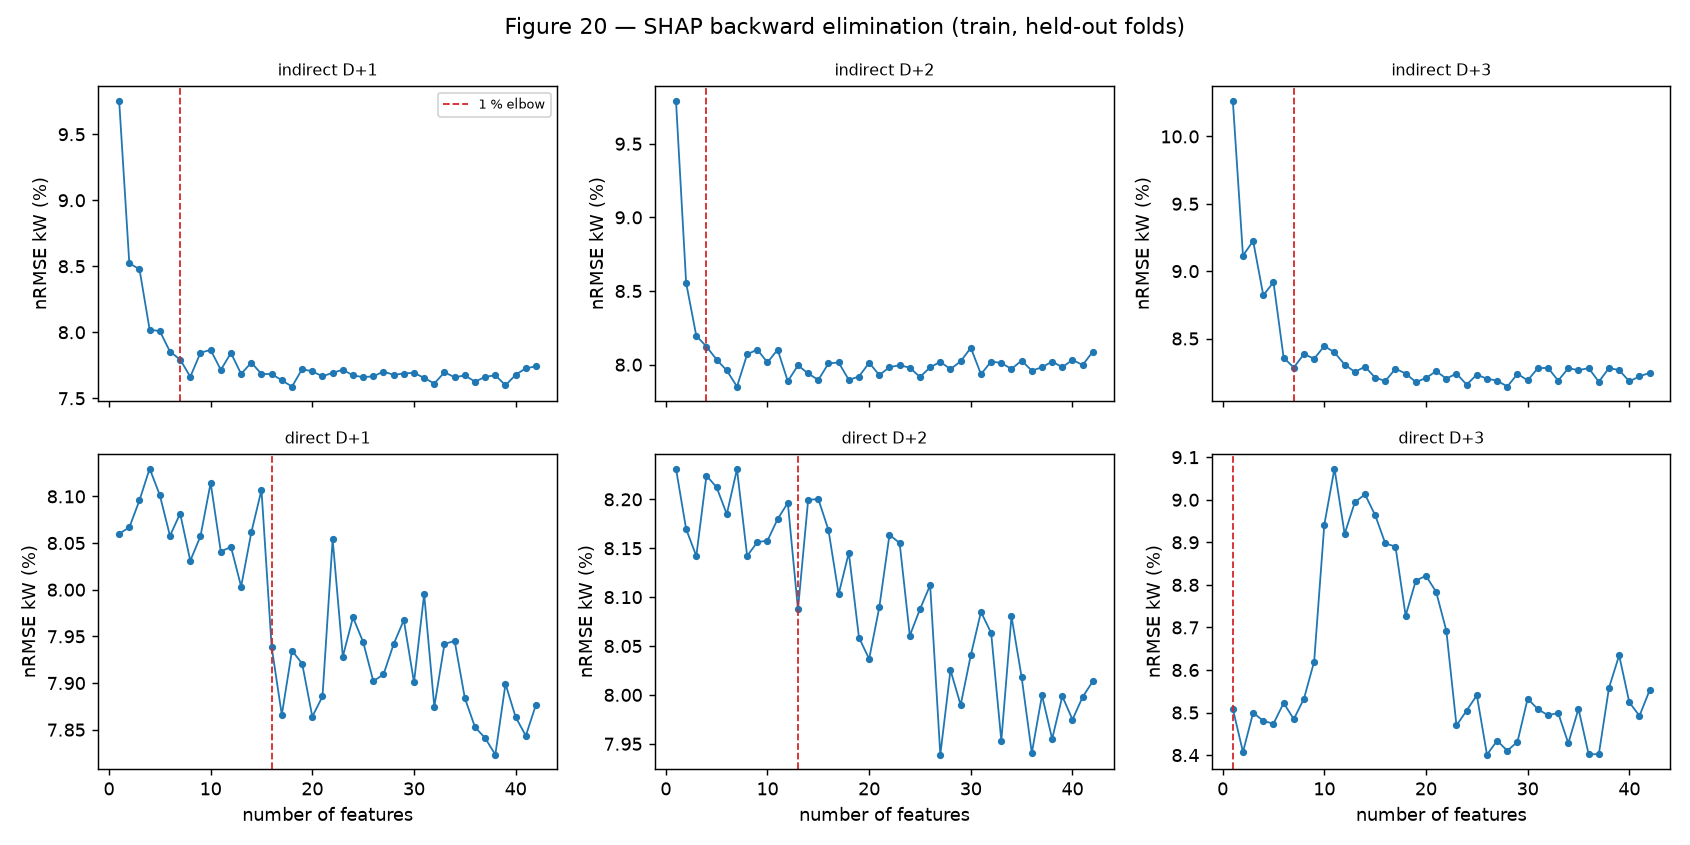 Figure 20 — SHAP backward elimination (train, held-out folds)
indirect D+1
indirect D+2
indirect D+3
1 % elbow
nRMSE kW (%)
9.5
9.0
8.5
8.0
7.5
nRMSE kW (%)
9.5
9.0
8.5
8.0
nRMSE kW (%)
10.0
9.5
9.0
8.5
direct D+1
direct D+2
direct D+3
nRMSE kW (%)
8.10
8.05
8.00
7.95
7.90
7.85
0 10 20 30 40
number of features
nRMSE kW (%)
8.20
8.15
8.10
8.05
8.00
7.95
0 10 20 30 40
number of features
nRMSE kW (%)
9.1
9.0
8.9
8.8
8.7
8.6
8.5
8.4
0 10 20 30 40
number of features